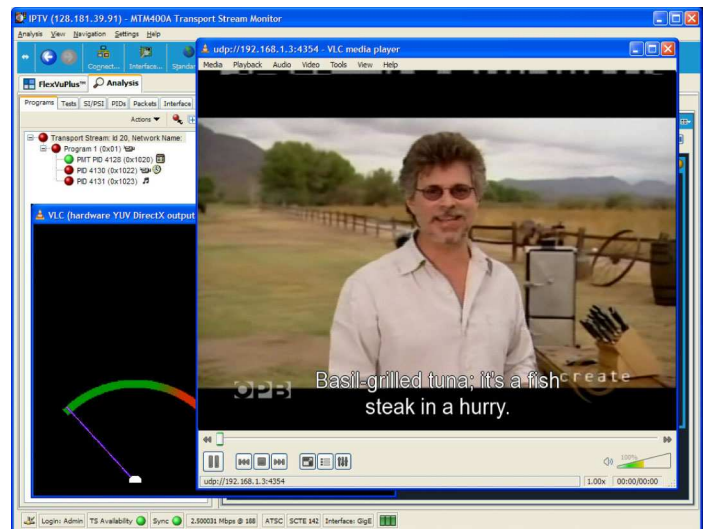 IPTV (128.181.39.91) - MTM400A Transport Stream Monitor
Analysis View Navigation Settings Help
Connect... Interface...
FlexVuPlus™ Analysis
Programs Tests SI/PSI PIDs Packets Interface
Actions
Transport Stream: Id 20, Network Name:
Program 1 (0x01)
PMT PID 4128 (0x1020)
PID 4130 (0x1022)
PID 4131 (0x1023)
VLC (hardware YUV DirectX output
udp://192.168.1.3:4354 - VLC media player
Media Playback Audio Video Tools View Help
OPB
create
Basil-grilled tuna; it's a fish
steak in a hurry.
100%
udp://192.168.1.3:4354 1.00x 00:00/00:00
Login: Admin TS Availability Sync 2.500031 Mbps @ 188 ATSC SCTE 142 Interface: GigE